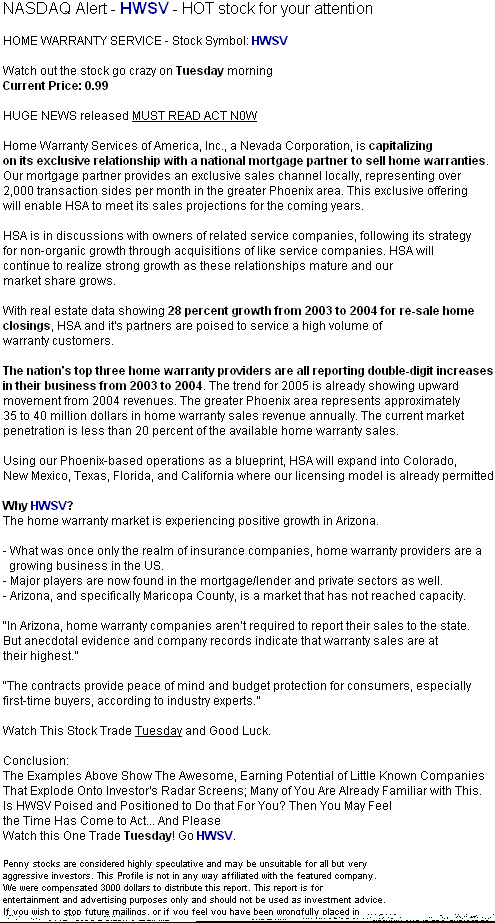 NASDAQ Alert - HWSV - HOT stock for your attention
HOME WARRANTY SERVICE - Stock Symbol: HWSV
Watch out the stock go crazy on Tuesday morning
Current Price: 0.99
HUGE NEWS released MUST READ ACT N0W
Home Warranty Services of America, Inc., a Nevada Corporation, is capitalizing
on its exclusive relationship with a national mortgage partner to sell home warranties.
Our mortgage partner provides an exclusive sales channel locally, representing over
2,000 transaction sides per month in the greater Phoenix area. This exclusive offering
will enable HSA to meet its sales projections for the coming years.
HSA is in discussions with owners of related service companies, following its strategy
for non-organic growth through acquisitions of like service companies. HSA will
continue to realize strong growth as these relationships mature and our
market share grows.
With real estate data showing 28 percent growth from 2003 to 2004 for re-sale home
closings, HSA and it's partners are poised to service a high volume of
warranty customers.
The nation's top three home warranty providers are all reporting double-digit increases
in their business from 2003 to 2004. The trend for 2005 is already showing upward
movement from 2004 revenues. The greater Phoenix area represents approximately
35 to 40 million dollars in home warranty sales revenue annually. The current market
penetration is less than 20 percent of the available home warranty sales.
Using our Phoenix-based operations as a blueprint, HSA will expand into Colorado,
New Mexico, Texas, Florida, and California where our licensing model is already permitted
Why HWSV?
The home warranty market is experiencing positive growth in Arizona.
- What was once only the realm of insurance companies, home warranty providers are a
growing business in the US.
- Major players are now found in the mortgage/lender and private sectors as well.
- Arizona, and specifically Maricopa County, is a market that has not reached capacity.
"In Arizona, home warranty companies aren't required to report their sales to the state.
But anecdotal evidence and company records indicate that warranty sales are at
their highest."
"The contracts provide peace of mind and budget protection for consumers, especially
first-time buyers, according to industry experts."
Watch This Stock Trade Tuesday and Good Luck.
Conclusion:
The Examples Above Show The Awesome, Earning Potential of Little Known Companies
That Explode Onto Investor's Radar Screens; Many of You Are Already Familiar with This.
Is HWSV Poised and Positioned to Do that For You? Then You May Feel
the Time Has Come to Act... And Please
Watch this One Trade Tuesday! Go HWSV.
Penny stocks are considered highly speculative and may be unsuitable for all but very
aggressive investors. This Profile is not in any way affiliated with the featured company.
We were compensated 3000 dollars to distribute this report. This report is for
entertainment and advertising purposes only and should not be used as investment advice.
If you wish to stop future mailings, or if you feel you have been wrongfully placed in